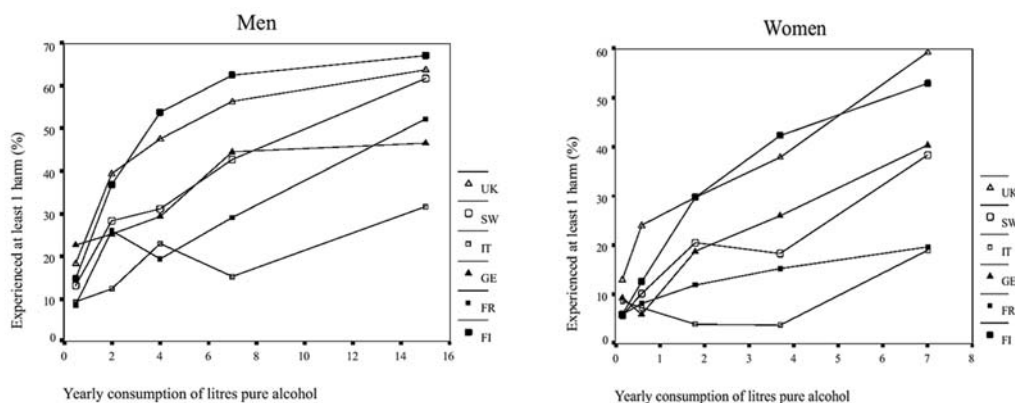 Men
Experienced at least 1 harm (%)
70
60
50
40
30
20
10
0
0 2 4 6 8 10 12 14 16
Yearly consumption of litres pure alcohol
UK
SW
IT
GE
FR
FI
Women
Experienced at least 1 harm (%)
60
50
40
30
20
10
0
0 1 2 3 4 5 6 7 8
Yearly consumption of litres pure alcohol
UK
SW
IT
GE
FR
FI